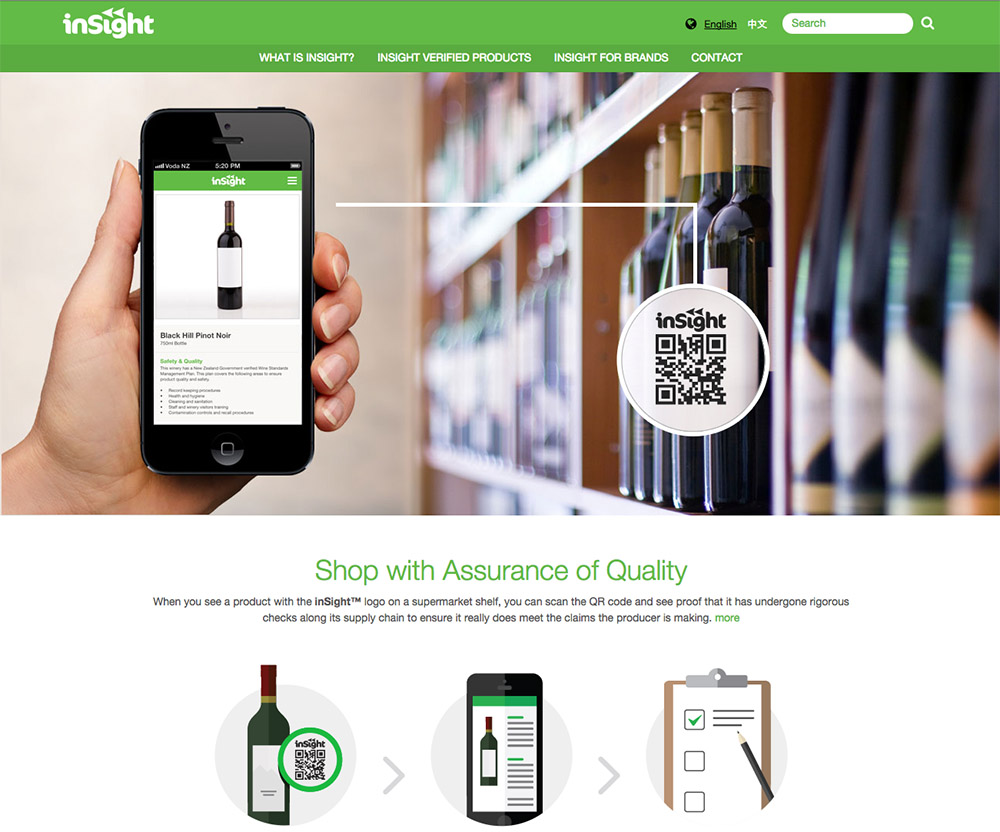 inSight
English 中文 Search
WHAT IS INSIGHT? INSIGHT VERIFIED PRODUCTS INSIGHT FOR BRANDS CONTACT
Voda NZ 5:20 PM
inSight
Black Hill Pinot Noir
750ml Bottle
Safety & Quality
This winery has a New Zealand Government verified Wine Standards
Management Plan. This plan covers the following areas to ensure
product quality and safety.
• Record keeping procedures
• Health and hygiene
• Cleaning and sanitation
• Staff and winery visitors training
• Contamination controls and recall procedures
inSight
Shop with Assurance of Quality
When you see a product with the inSight™ logo on a supermarket shelf, you can scan the QR code and see proof that it has undergone rigorous
checks along its supply chain to ensure it really does meet the claims the producer is making. more
inSight